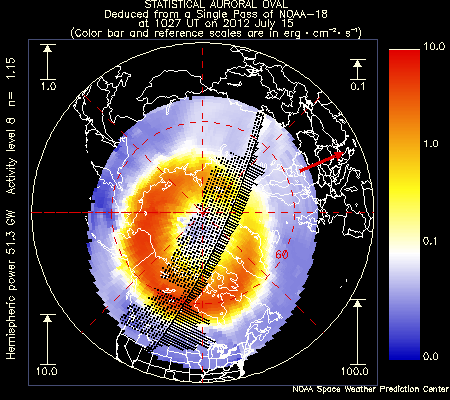 STATISTICAL AURORAL OVAL
Deduced from a Single Pass of NOAA-18
at 1027 UT on 2012 July 15
(Color bar and reference scales are in erg·cm⁻²·s⁻¹)
Hemispheric power 51.3 GW Activity level 8 n= 1.15
1.0
0.1
10.0
100.0
60
10.0
1.0
0.1
0.0
NOAA Space Weather Prediction Center